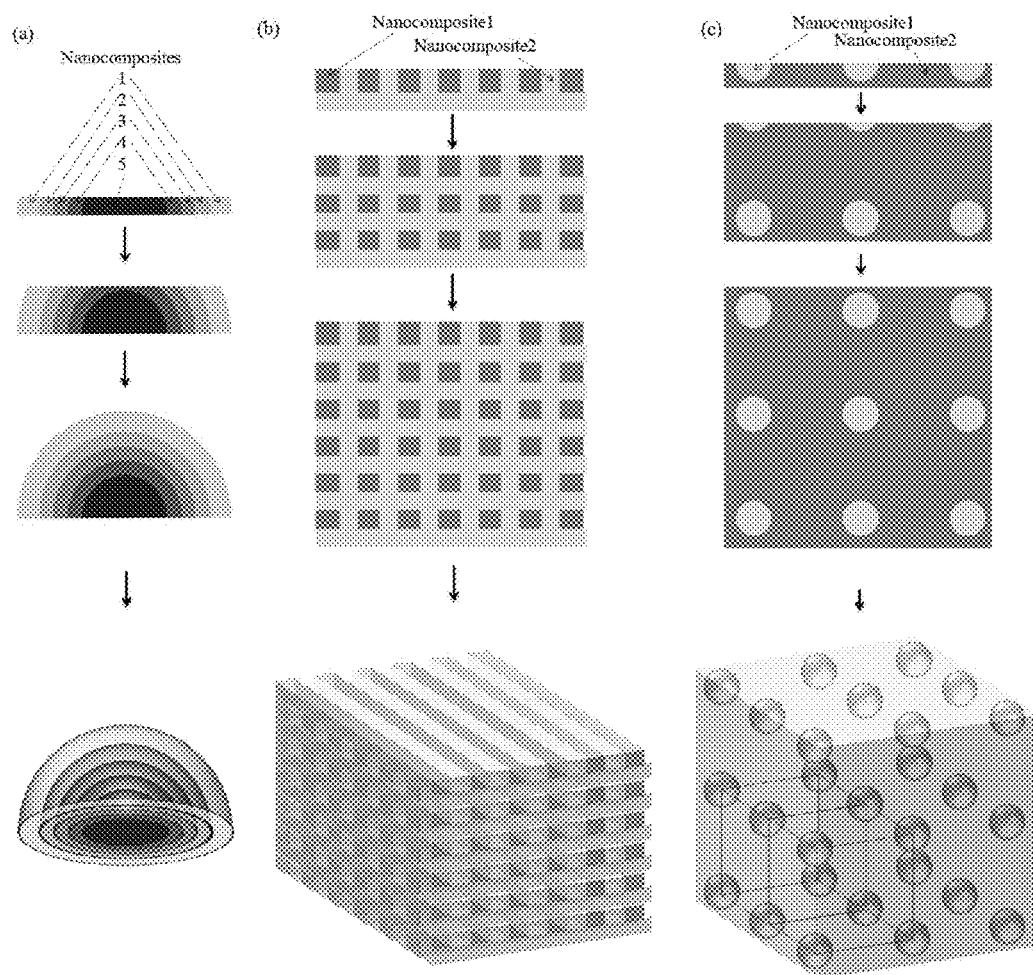 (a)
Nanocomposites
1
2
3
4
5
(b)
Nanocomposite1
Nanocomposite2
(c)
Nanocomposite1
Nanocomposite2